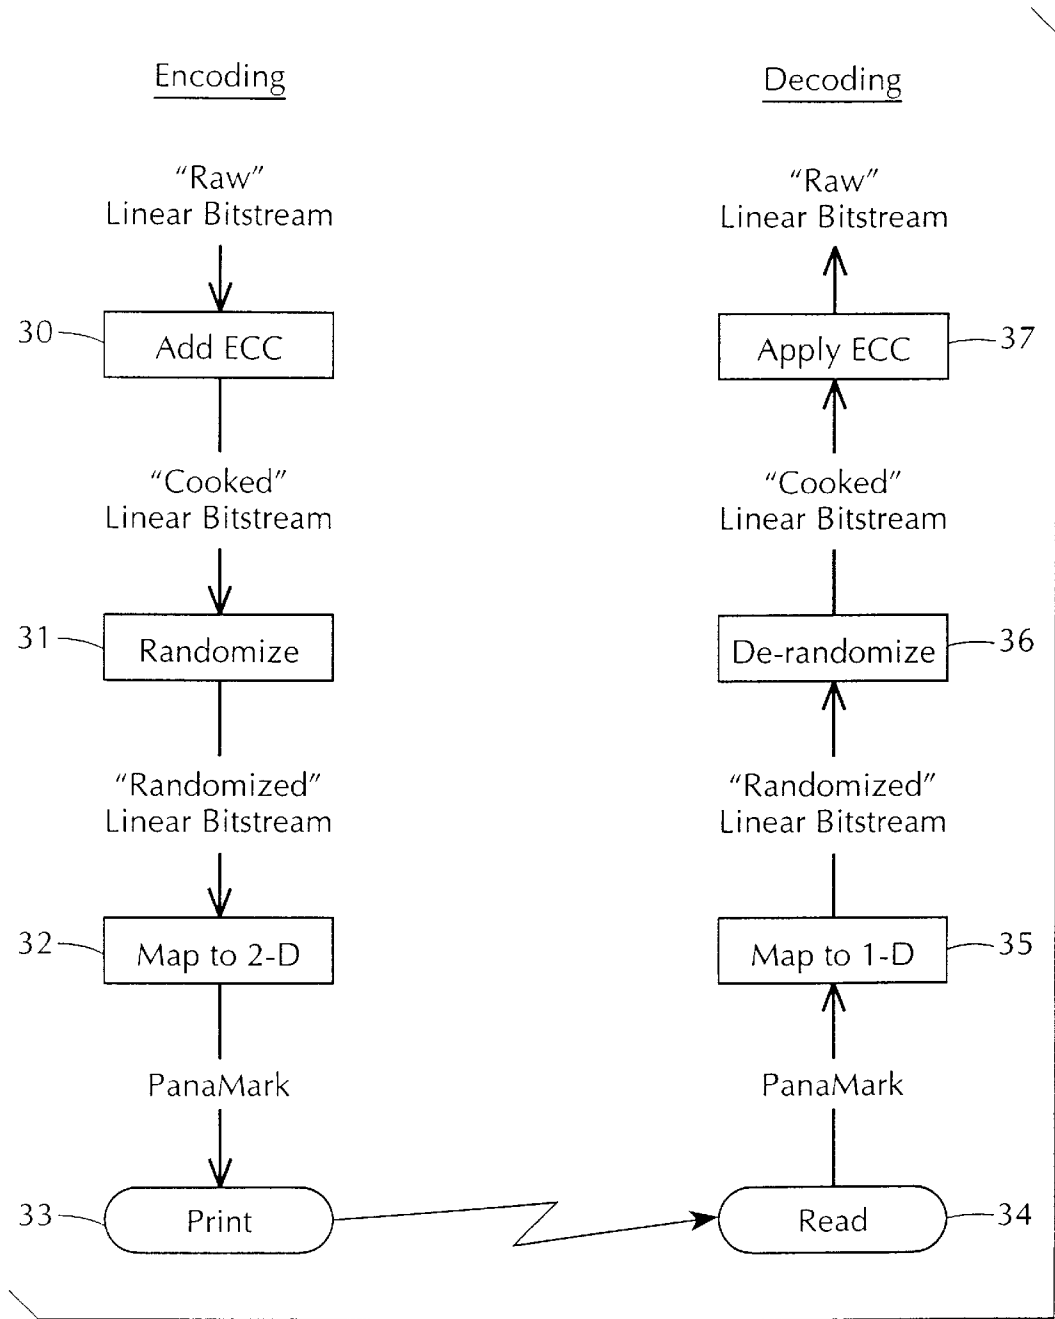 Encoding
"Raw"
Linear Bitstream
30
Add ECC
"Cooked"
Linear Bitstream
31
Randomize
"Randomized"
Linear Bitstream
32
Map to 2-D
PanaMark
33
Print
Decoding
"Raw"
Linear Bitstream
Apply ECC
37
"Cooked"
Linear Bitstream
De-randomize
36
"Randomized"
Linear Bitstream
Map to 1-D
35
PanaMark
Read
34